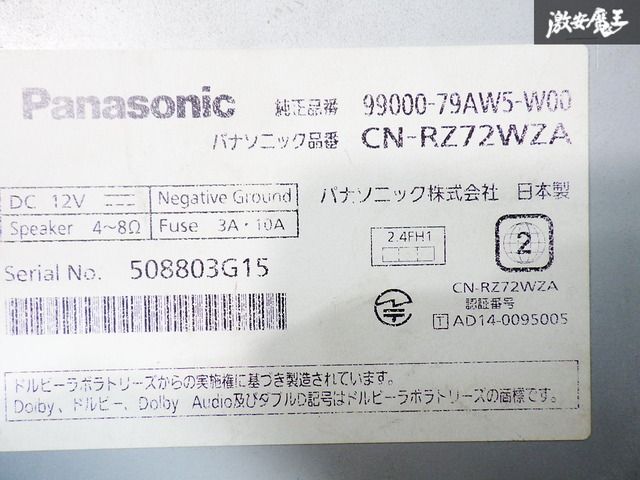 激安魔王
Panasonic 純正品番 99000-79AW5-W00
パナソニック品番 CN-RZ72WZA
DC 12V Negative Ground パナソニック株式会社 日本製
Speaker 4~8Ω Fuse 3A・10A
2.4FH1
2
Serial No. 508803G15
CN-RZ72WZA
認証番号
T AD14-0095005
ドルビーラボラトリーズからの実施権に基づき製造されています。
Dolby、ドルビー、Dolby Audio及びダブルD記号はドルビーラボラトリーズの商標です。